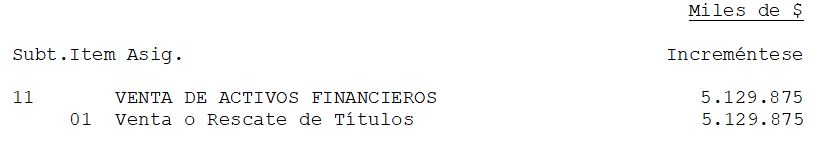 Miles de $
Subt.Item Asig. Increméntese
11 VENTA DE ACTIVOS FINANCIEROS 5.129.875
01 Venta o Rescate de Títulos 5.129.875